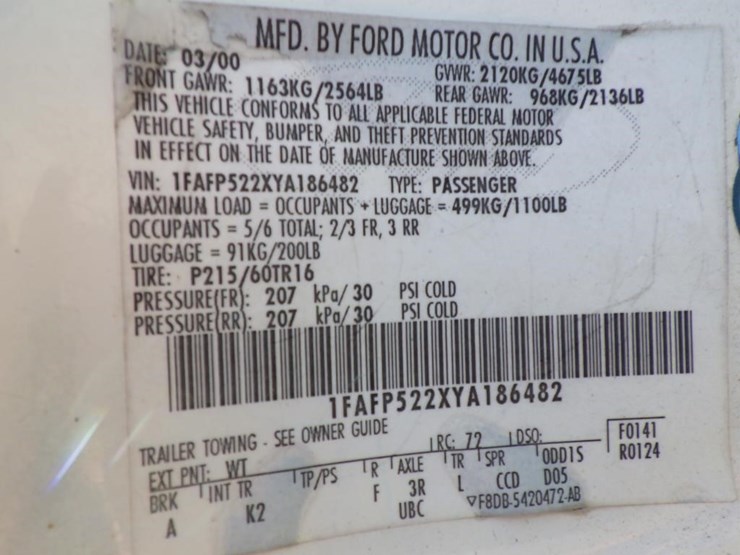 MFD. BY FORD MOTOR CO. IN U.S.A.
DATE: 03/00 GVWR: 2120KG/4675LB
FRONT GAWR: 1163KG/2564LB REAR GAWR: 968KG/2136LB
THIS VEHICLE CONFORMS TO ALL APPLICABLE FEDERAL MOTOR
VEHICLE SAFETY, BUMPER, AND THEFT PREVENTION STANDARDS
IN EFFECT ON THE DATE OF MANUFACTURE SHOWN ABOVE.
VIN: 1FAFP522XYA186482 TYPE: PASSENGER
MAXIMUM LOAD = OCCUPANTS + LUGGAGE = 499KG/1100LB
OCCUPANTS = 5/6 TOTAL; 2/3 FR, 3 RR
LUGGAGE = 91KG/200LB
TIRE: P215/60TR16
PRESSURE(FR): 207 kPa/30 PSI COLD
PRESSURE(RR): 207 kPa/30 PSI COLD
1FAFP522XYA186482
TRAILER TOWING - SEE OWNER GUIDE
EXT PNT: WT RC: 72 DSO: F0141
BRK INT TR TP/PS R AXLE TR SPR ODD1S R0124
A K2 F 3R L CCD D05
UBC ▽F8DB-5420472-AB